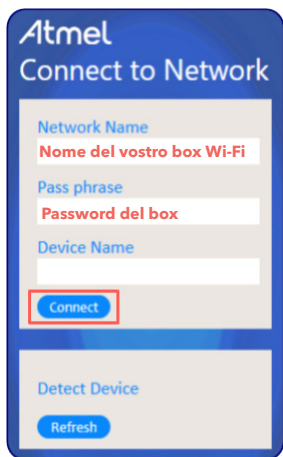 Atmel
Connect to Network
Network Name
Nome del vostro box Wi-Fi
Pass phrase
Password del box
Device Name
Connect
Detect Device
Refresh